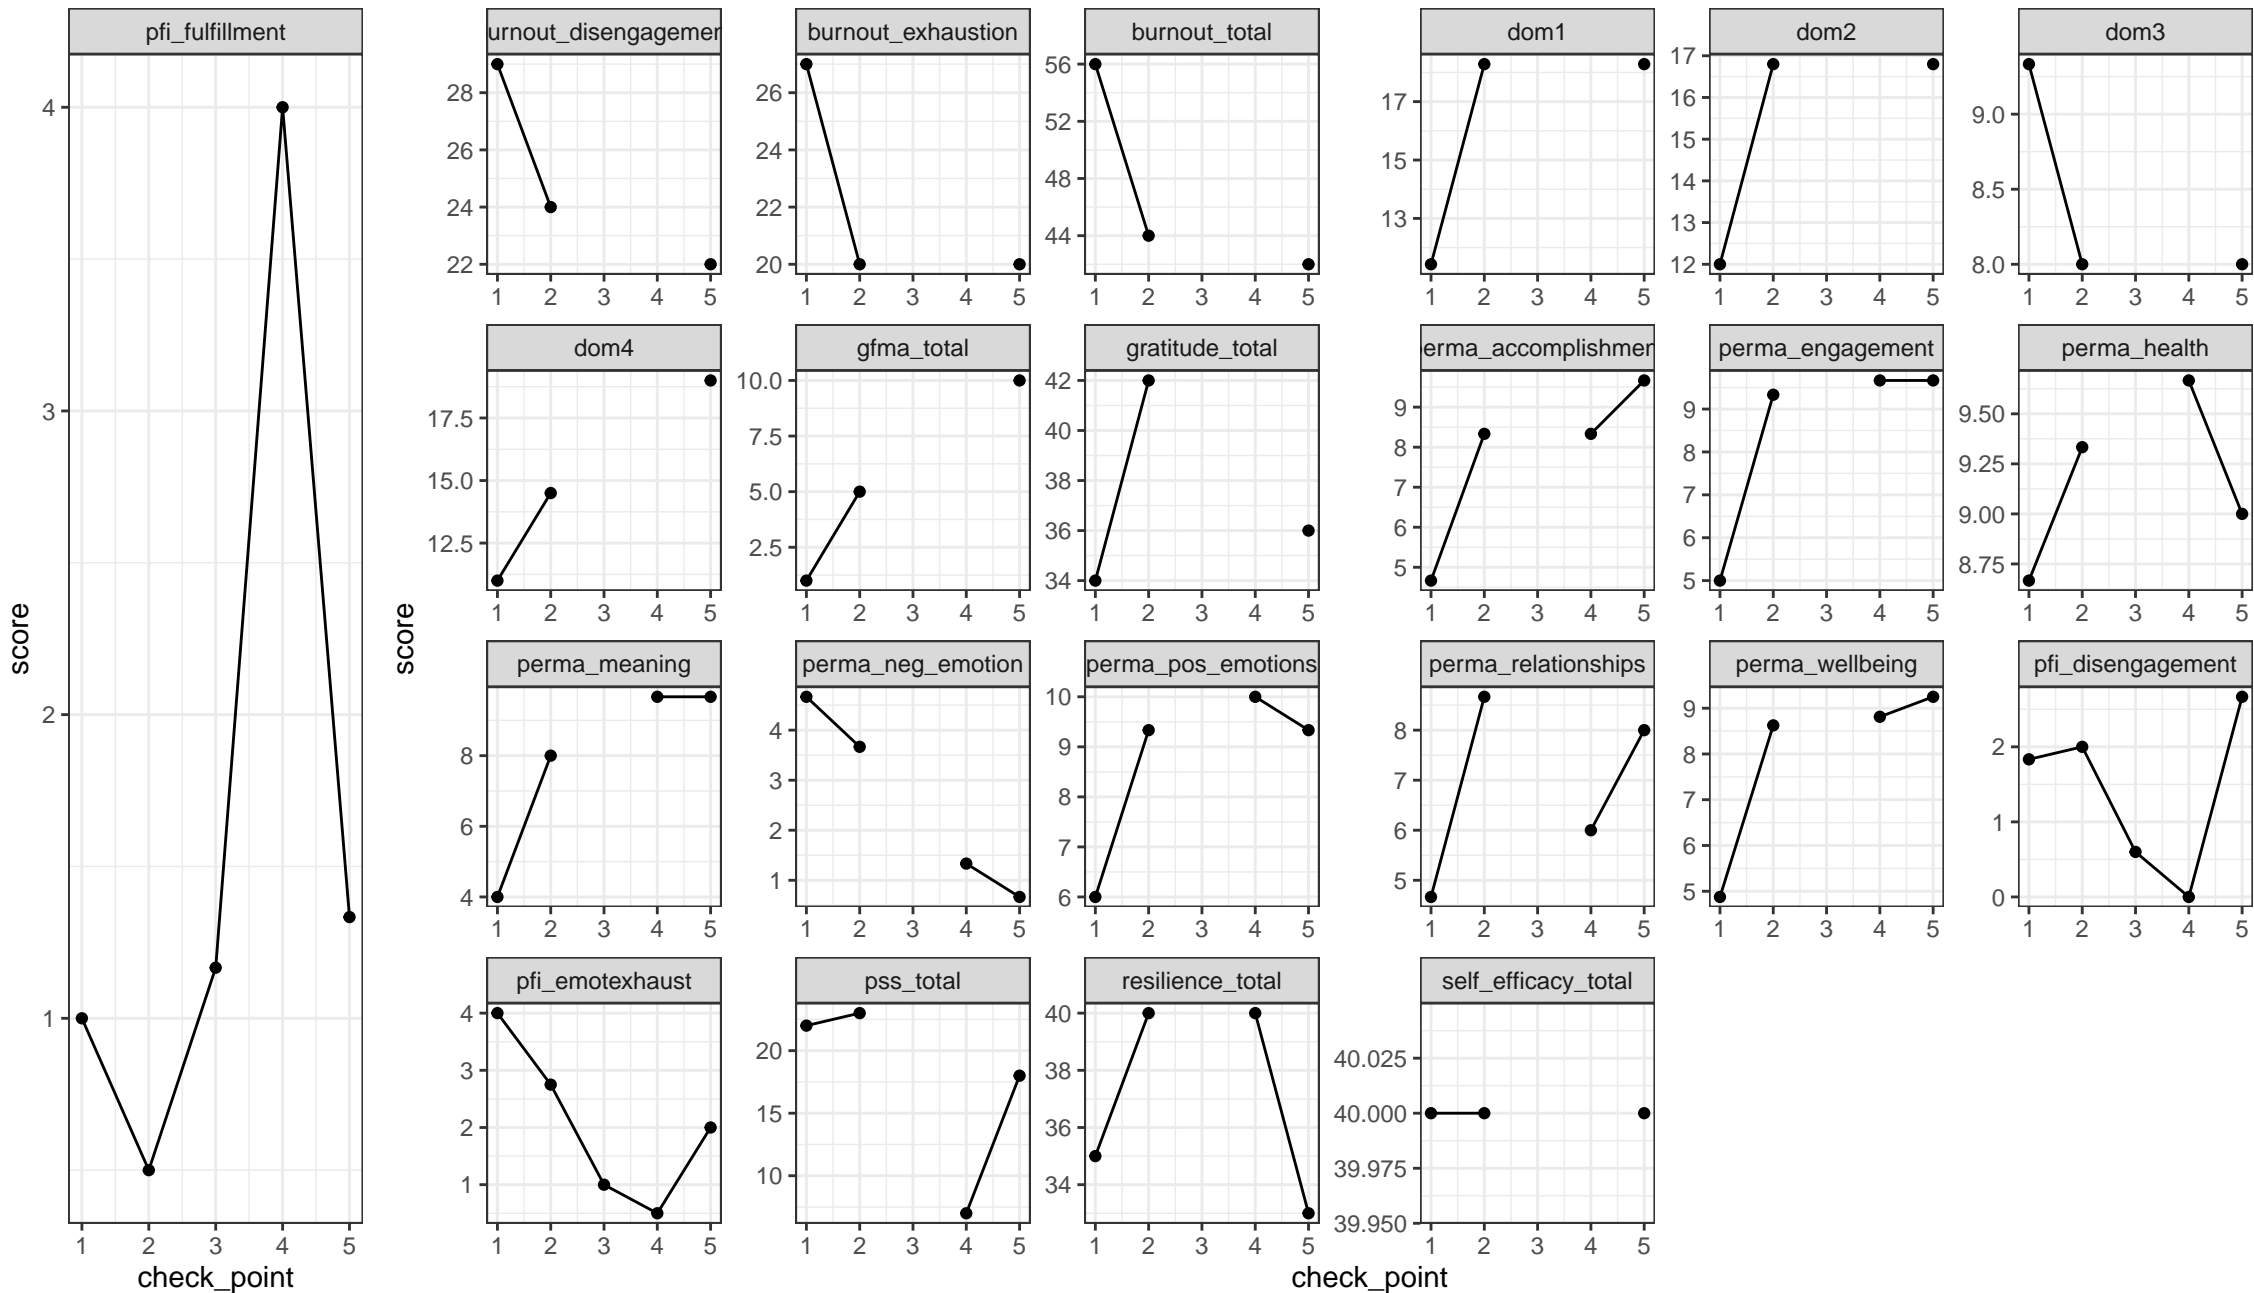 pfi_fulfillment
score
4
3
2
1
1 2 3 4 5
check_point
score
urnout_disengagemen
28
26
24
22
1 2 3 4 5
burnout_exhaustion
26
24
22
20
1 2 3 4 5
burnout_total
56
52
48
44
1 2 3 4 5
dom1
17
15
13
1 2 3 4 5
dom2
17
16
15
14
13
12
1 2 3 4 5
dom3
9.0
8.5
8.0
1 2 3 4 5
dom4
17.5
15.0
12.5
1 2 3 4 5
gfma_total
10.0
7.5
5.0
2.5
1 2 3 4 5
gratitude_total
42
40
38
36
34
1 2 3 4 5
erma_accomplishmen
9
8
7
6
5
1 2 3 4 5
perma_engagement
9
8
7
6
5
1 2 3 4 5
perma_health
9.50
9.25
9.00
8.75
1 2 3 4 5
perma_meaning
8
6
4
1 2 3 4 5
perma_neg_emotion
4
3
2
1
1 2 3 4 5
perma_pos_emotions
10
9
8
7
6
1 2 3 4 5
perma_relationships
8
7
6
5
1 2 3 4 5
perma_wellbeing
9
8
7
6
5
1 2 3 4 5
pfi_disengagement
2
1
0
1 2 3 4 5
pfi_emotexhaust
4
3
2
1
1 2 3 4 5
pss_total
20
15
10
1 2 3 4 5
resilience_total
40
38
36
34
1 2 3 4 5
self_efficacy_total
40.025
40.000
39.975
39.950
1 2 3 4 5
check_point